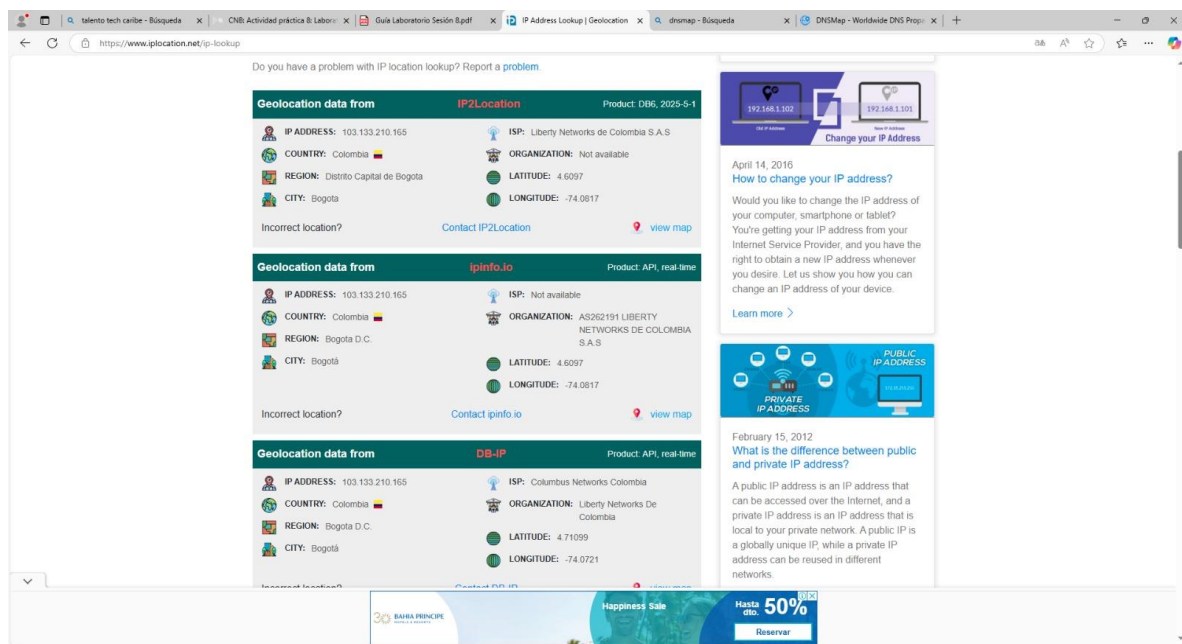 talento tech caribe - Búsqueda
CNB: Actividad práctica 8: Labora
Guía Laboratorio Sesión 8.pdf
IP Address Lookup | Geolocation
dnsmap - Búsqueda
DNSMap - Worldwide DNS Propa
https://www.iplocation.net/ip-lookup
Do you have a problem with IP location lookup? Report a problem.
Geolocation data from IP2Location Product: DB6, 2025-5-1
IP ADDRESS: 103.133.210.165 ISP: Liberty Networks de Colombia S.A.S
COUNTRY: Colombia ORGANIZATION: Not available
REGION: Distrito Capital de Bogota LATITUDE: 4.6097
CITY: Bogota LONGITUDE: -74.0817
Incorrect location? Contact IP2Location view map
Geolocation data from ipinfo.io Product: API, real-time
IP ADDRESS: 103.133.210.165 ISP: Not available
COUNTRY: Colombia ORGANIZATION: AS262191 LIBERTY
NETWORKS DE COLOMBIA
S.A.S
REGION: Bogota D.C.
CITY: Bogotá LATITUDE: 4.6097
LONGITUDE: -74.0817
Incorrect location? Contact ipinfo.io view map
Geolocation data from DB-IP Product: API, real-time
IP ADDRESS: 103.133.210.165 ISP: Columbus Networks Colombia
COUNTRY: Colombia ORGANIZATION: Liberty Networks De
Colombia
REGION: Bogota D.C.
LATITUDE: 4.71099
CITY: Bogotá
LONGITUDE: -74.0721
Incorrect location? Contact DB-IP view map
192.168.1.102 192.168.1.101
Old IP Address New IP Address
Change your IP Address
April 14, 2016
How to change your IP address?
Would you like to change the IP address of
your computer, smartphone or tablet?
You're getting your IP address from your
Internet Service Provider, and you have the
right to obtain a new IP address whenever
you desire. Let us show you how you can
change an IP address of your device.
Learn more
PUBLIC
IP ADDRESS
PRIVATE
IP ADDRESS
February 15, 2012
What is the difference between public
and private IP address?
A public IP address is an IP address that
can be accessed over the Internet, and a
private IP address is an IP address that is
local to your private network. A public IP is
a globally unique IP, while a private IP
address can be reused in different
networks.
30 BAHIA PRINCIPE
Happiness Sale
Hasta 50%
dto.
Reservar